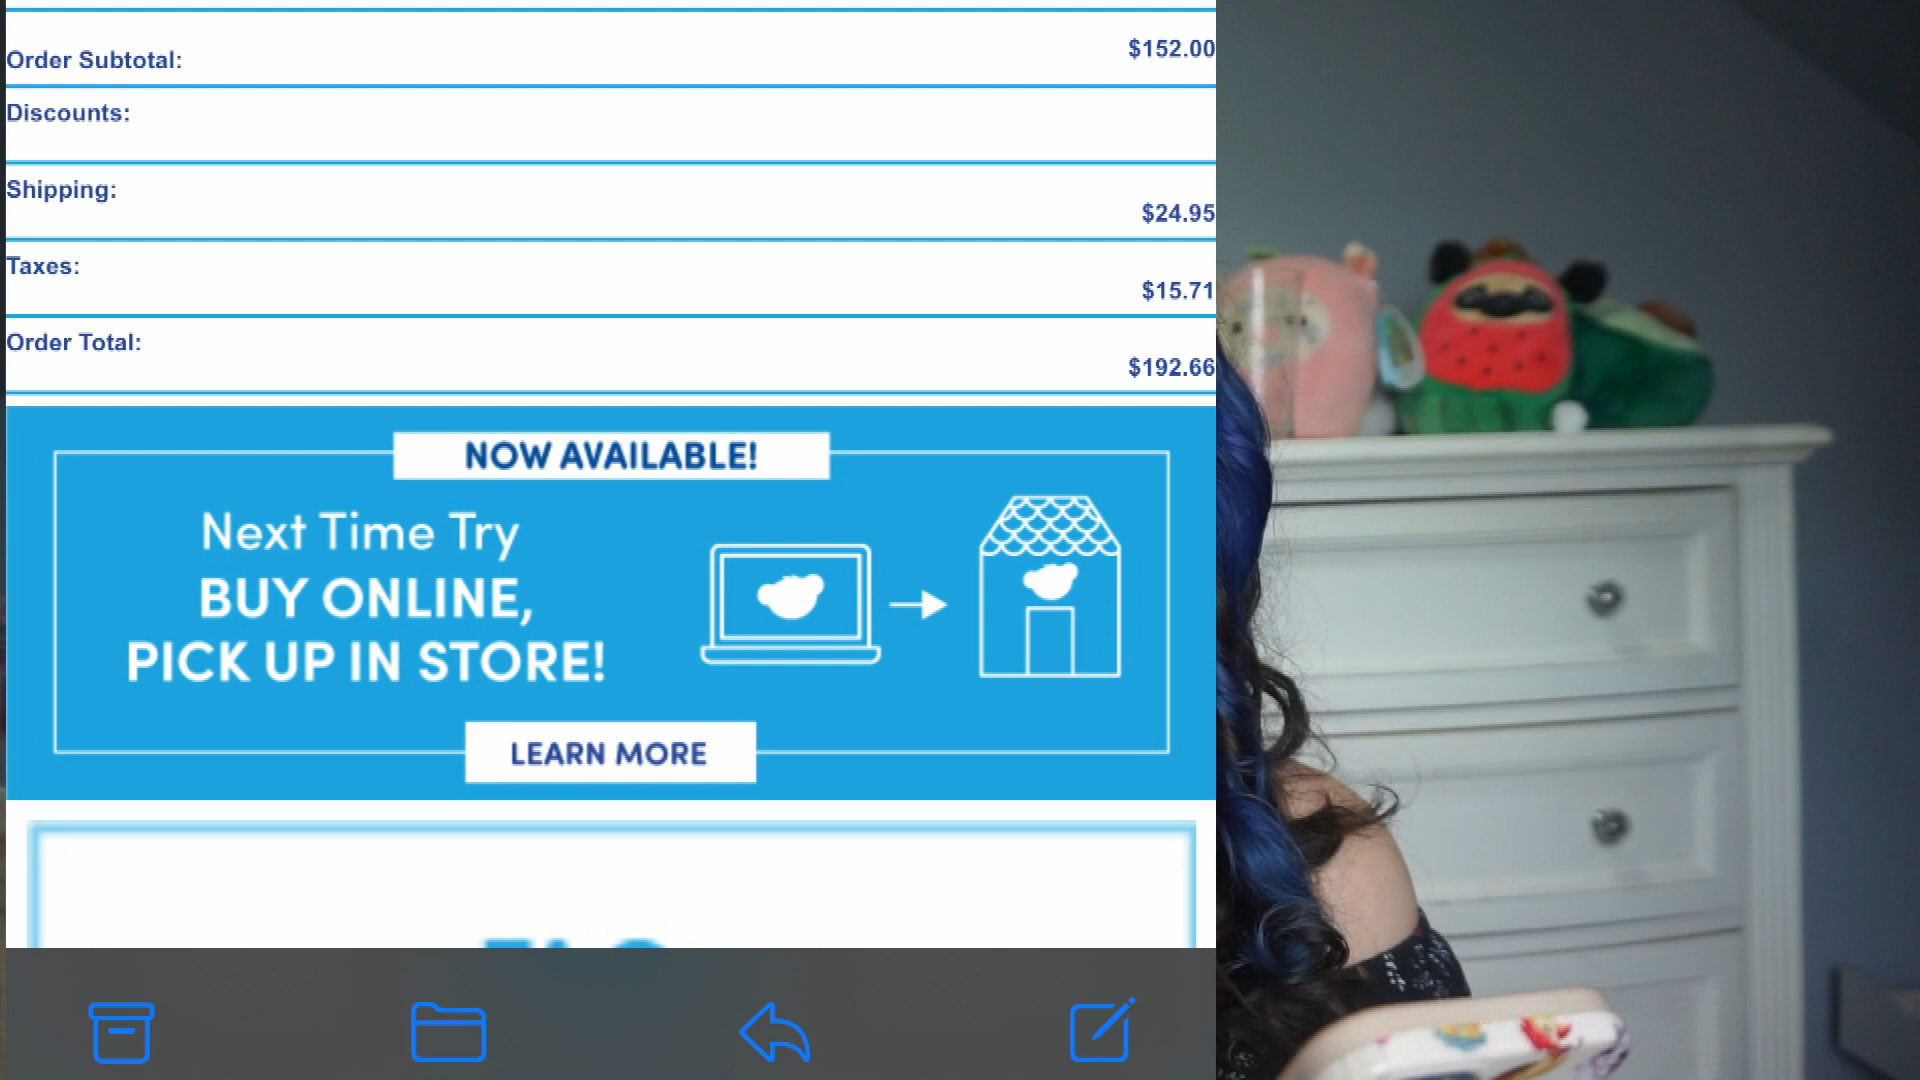 Order Subtotal:
$152.00
Discounts:
Shipping:
$24.95
Taxes:
$15.71
Order Total:
$192.66
NOW AVAILABLE!
Next Time Try
BUY ONLINE,
PICK UP IN STORE!
LEARN MORE